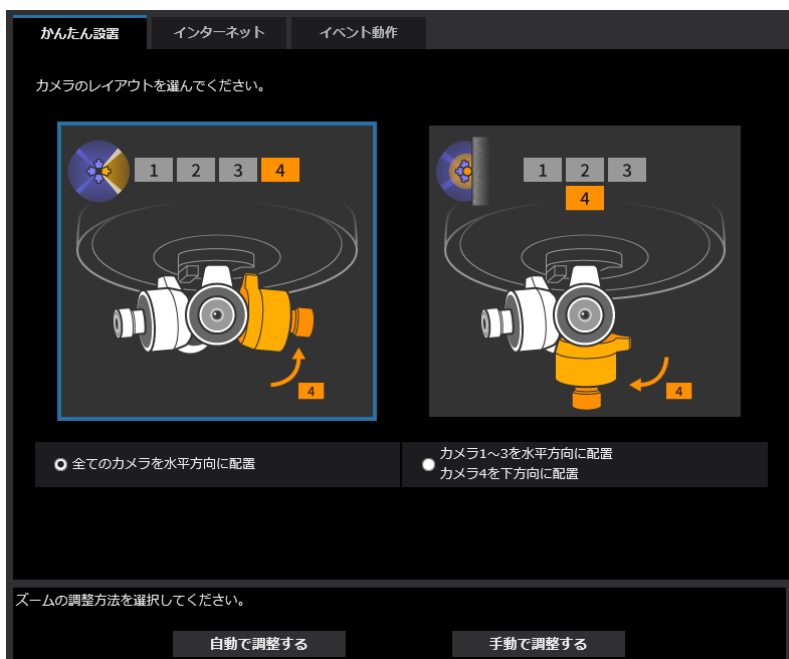 かんたん設置 インターネット イベント動作
カメラのレイアウトを選んでください。
1 2 3 4
4
1 2 3
4
4
全てのカメラを水平方向に配置
カメラ1～3を水平方向に配置
カメラ4を下方向に配置
ズームの調整方法を選択してください。
自動で調整する 手動で調整する